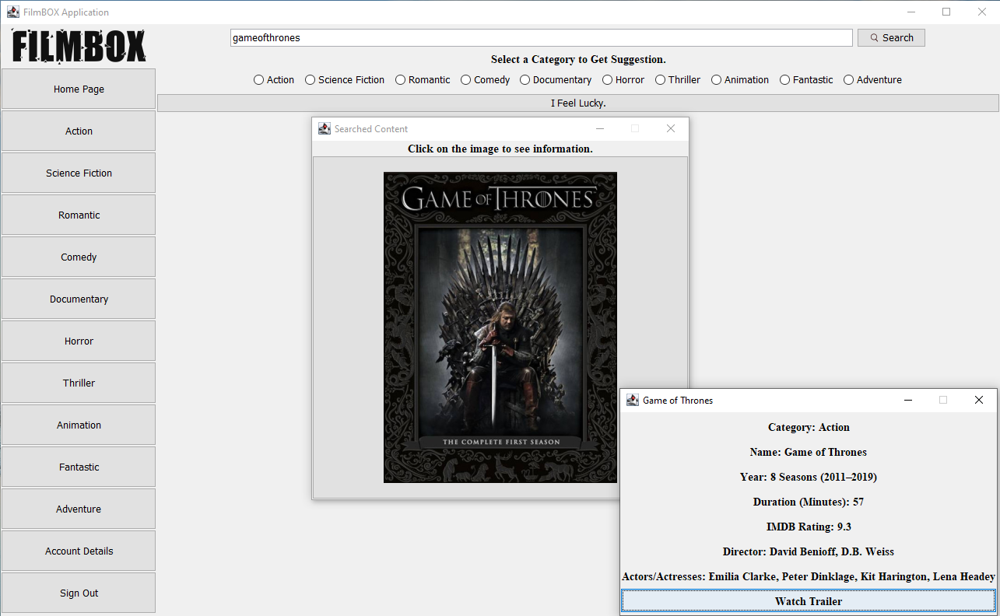 FilmBOX Application
FILMBOX
gameofthrones
Search
Select a Category to Get Suggestion.
Action Science Fiction Romantic Comedy Documentary Horror Thriller Animation Fantastic Adventure
I Feel Lucky.
Home Page
Action
Science Fiction
Romantic
Comedy
Documentary
Horror
Thriller
Animation
Fantastic
Adventure
Account Details
Sign Out
Searched Content
Click on the image to see information.
GAME OF THRONES
THE COMPLETE FIRST SEASON
Game of Thrones
Category: Action
Name: Game of Thrones
Year: 8 Seasons (2011–2019)
Duration (Minutes): 57
IMDB Rating: 9.3
Director: David Benioff, D.B. Weiss
Actors/Actresses: Emilia Clarke, Peter Dinklage, Kit Harington, Lena Headey
Watch Trailer